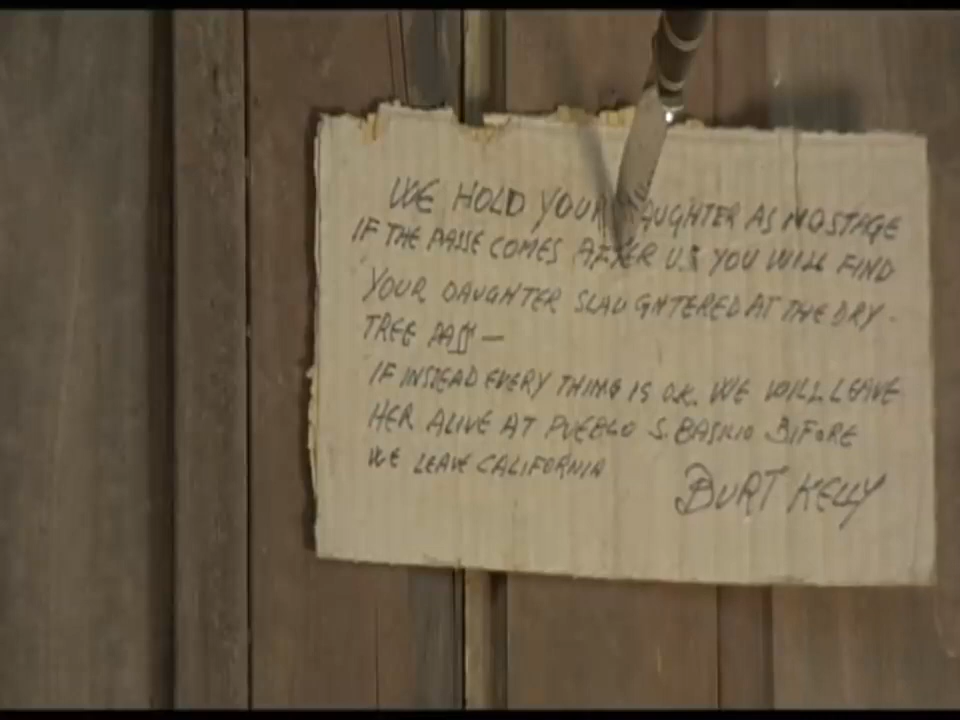 WE HOLD YOUR DAUGHTER AS HOSTAGE
IF THE PASSE COMES AFTER US YOU WILL FIND
YOUR DAUGHTER SLAUGHTERED AT THE DRY-
TREE PASS —
IF INSTEAD EVERY THING IS O.K. WE WILL LEAVE
HER ALIVE AT PUEBLO S. BASILIO BIFORE
WE LEAVE CALIFORNIA
BURT KELLY